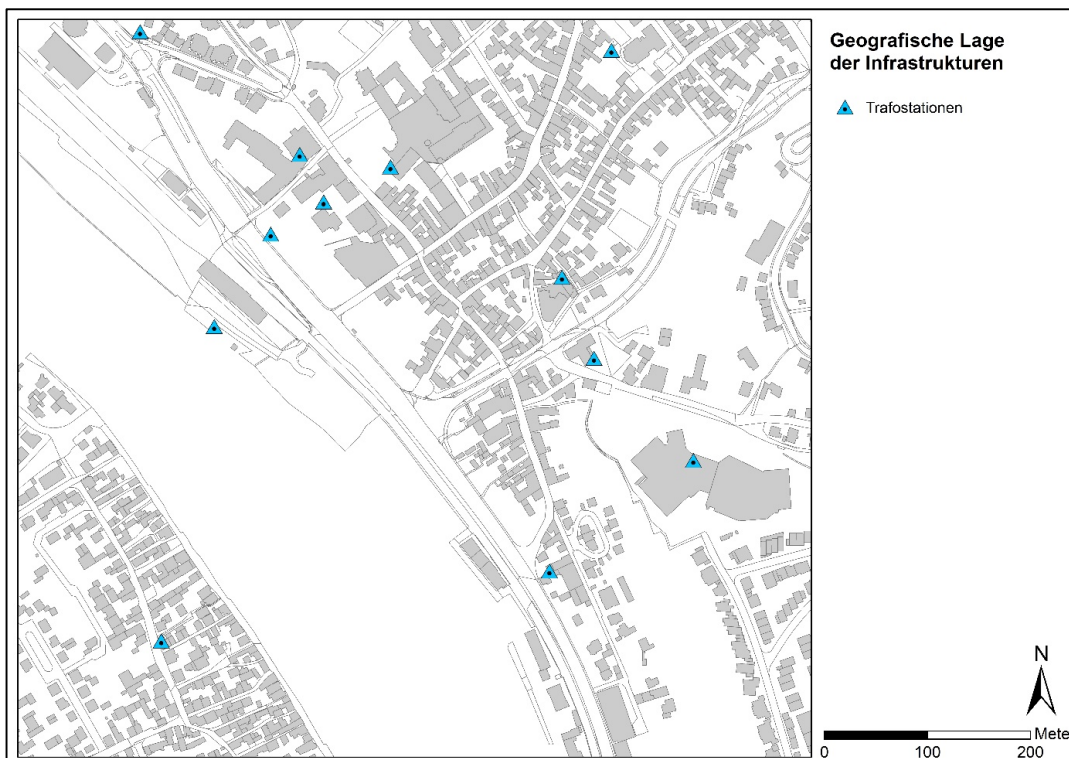 Geografische Lage
der Infrastrukturen
Trafostationen
N
Mete
0 100 200